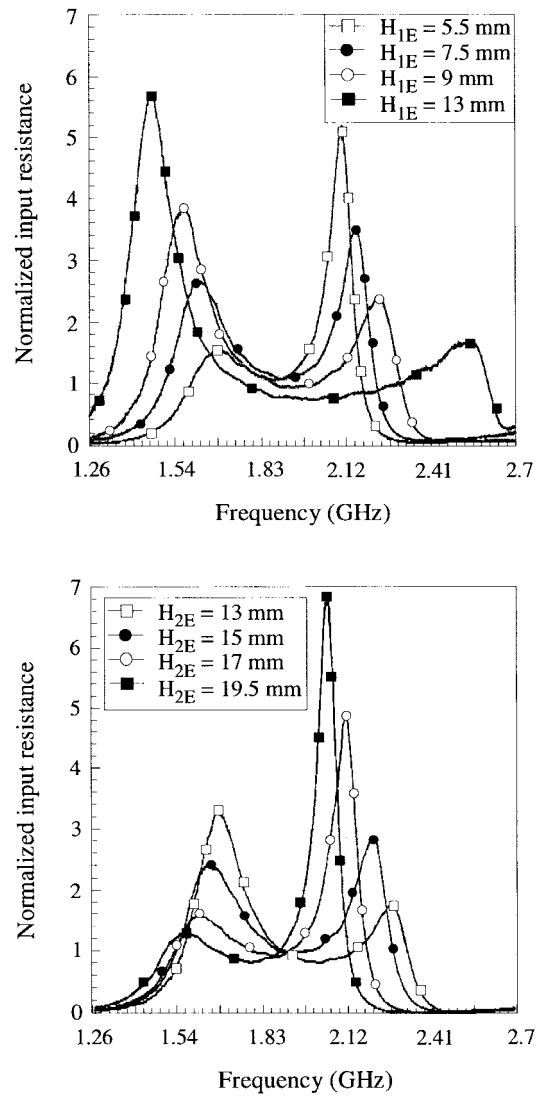 H1E = 5.5 mm
H1E = 7.5 mm
H1E = 9 mm
H1E = 13 mm
Normalized input resistance
7
6
5
4
3
2
1
0
1.26 1.54 1.83 2.12 2.41 2.7
Frequency (GHz)
H2E = 13 mm
H2E = 15 mm
H2E = 17 mm
H2E = 19.5 mm
Normalized input resistance
7
6
5
4
3
2
1
0
1.26 1.54 1.83 2.12 2.41 2.7
Frequency (GHz)